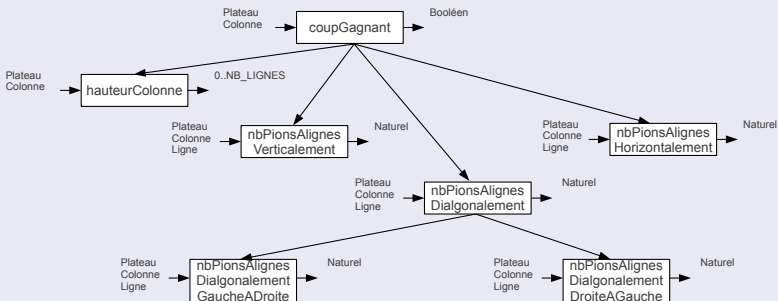 Plateau
Colonne
coupGagnant
Booléen
Plateau
Colonne
hauteurColonne
0..NB_LIGNES
Plateau
Colonne
Ligne
nbPionsAlignes
Verticalement
Naturel
Plateau
Colonne
Ligne
nbPionsAlignes
Horizontalement
Naturel
Plateau
Colonne
Ligne
nbPionsAlignes
Dialgonalement
Naturel
Plateau
Colonne
Ligne
nbPionsAlignes
Dialgonalement
GaucheADroite
Naturel
Plateau
Colonne
Ligne
nbPionsAlignes
Dialgonalement
DroiteAGauche
Naturel